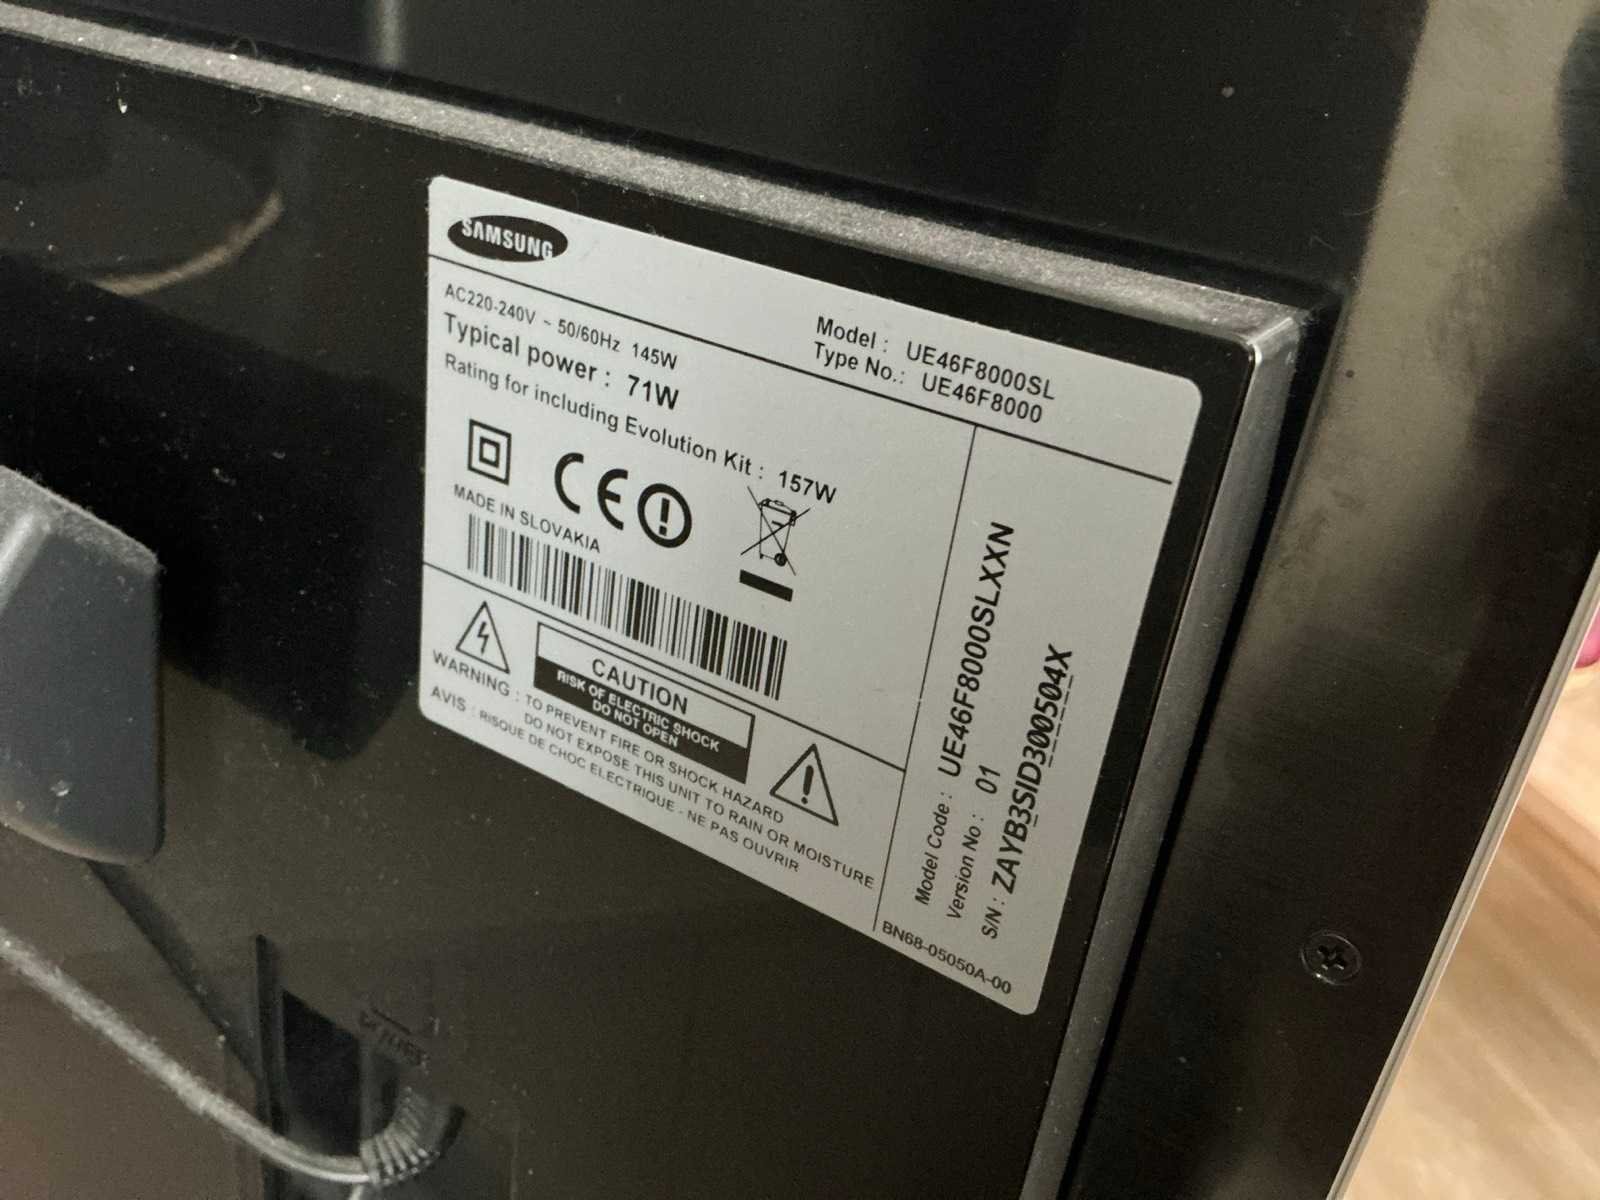 SAMSUNG
Model : UE46F8000SL
Type No.: UE46F8000
AC220-240V ~ 50/60Hz 145W
Typical power : 71W
Rating for including Evolution Kit : 157W
CE
MADE IN SLOVAKIA
CAUTION
RISK OF ELECTRIC SHOCK
DO NOT OPEN
WARNING : TO PREVENT FIRE OR SHOCK HAZARD
DO NOT EXPOSE THIS UNIT TO RAIN OR MOISTURE
AVIS : RISQUE DE CHOC ELECTRIQUE - NE PAS OUVRIR
Model Code : UE46F8000SLXXN
Version No : 01
S/N : ZAYB3SID300504X
BN68-05050A-00